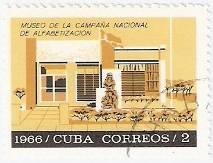 MUSEO DE LA CAMPAÑA NACIONAL
DE ALFABETIZACION
1966/CUBA CORREOS/2